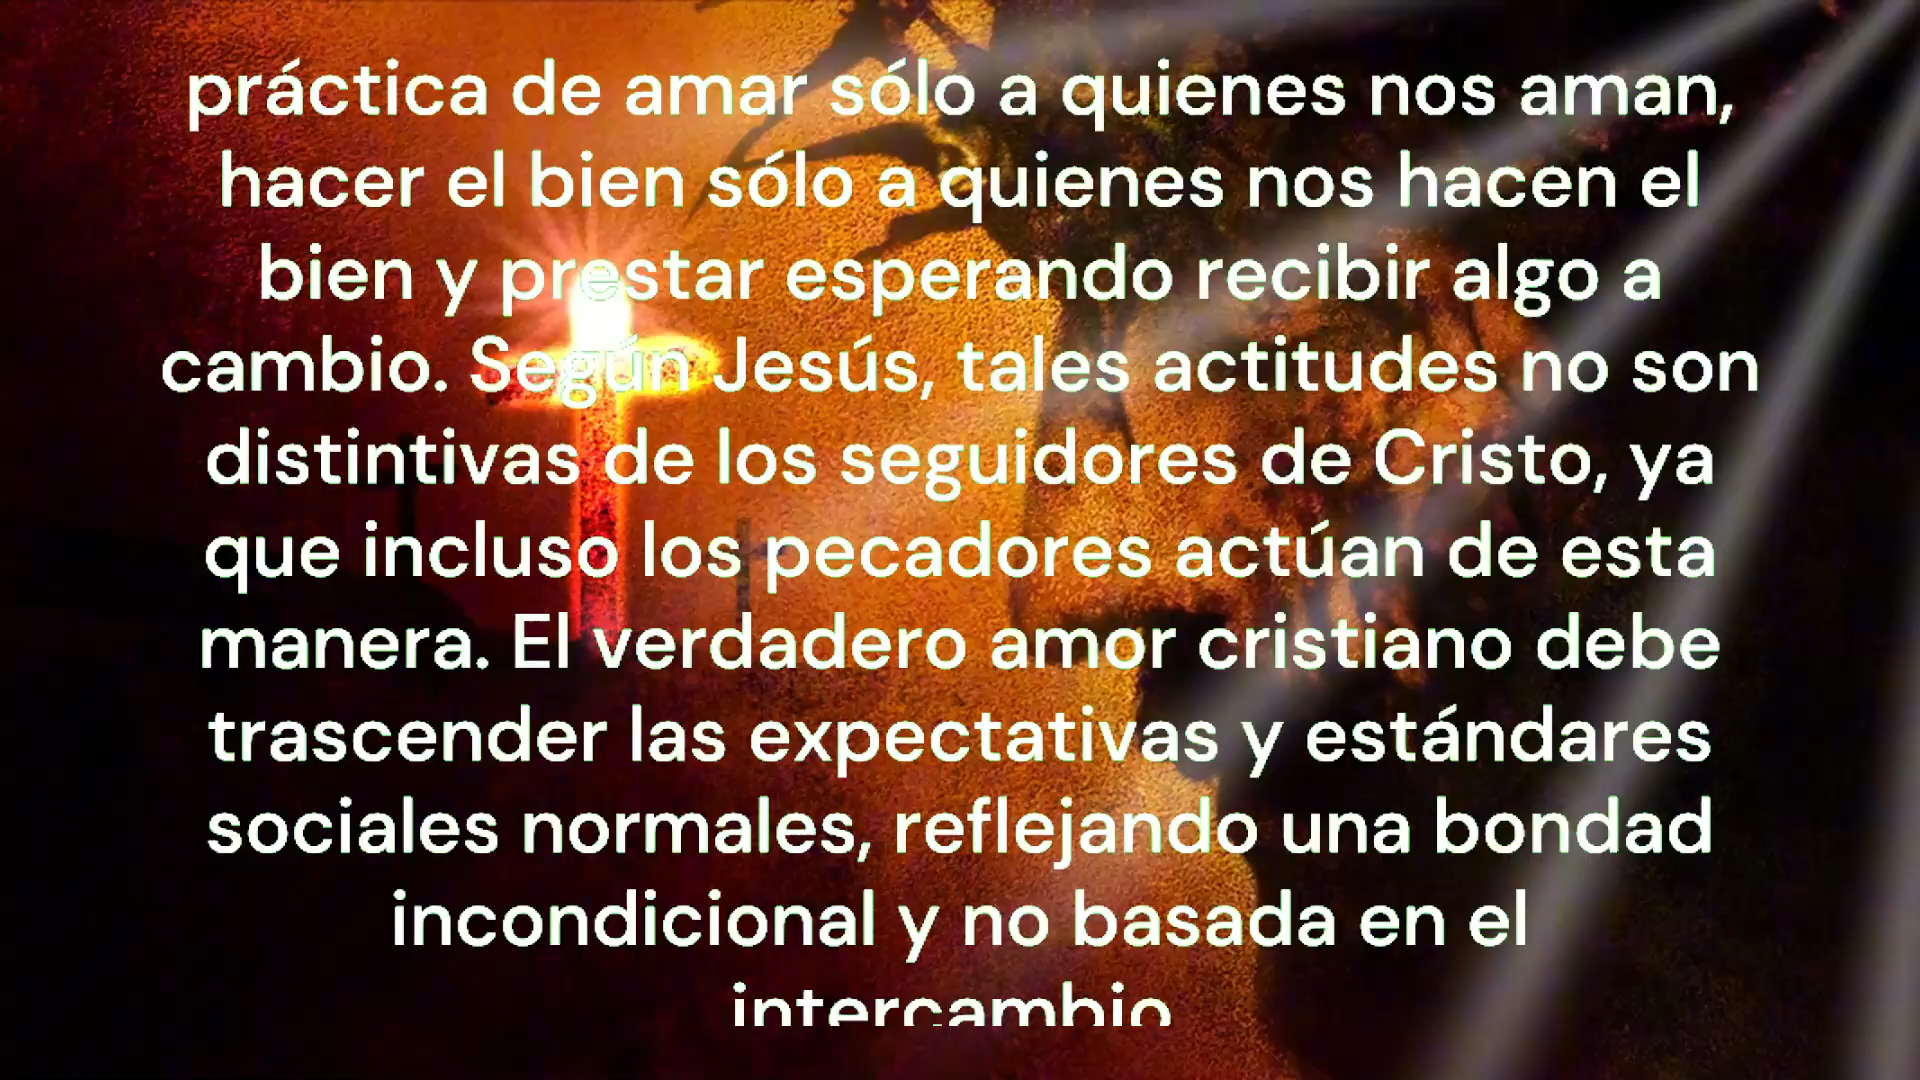 práctica de amar sólo a quienes nos aman,
hacer el bien sólo a quienes nos hacen el
bien y prestar esperando recibir algo a
cambio. Según Jesús, tales actitudes no son
distintivas de los seguidores de Cristo, ya
que incluso los pecadores actúan de esta
manera. El verdadero amor cristiano debe
trascender las expectativas y estándares
sociales normales, reflejando una bondad
incondicional y no basada en el
intercambio